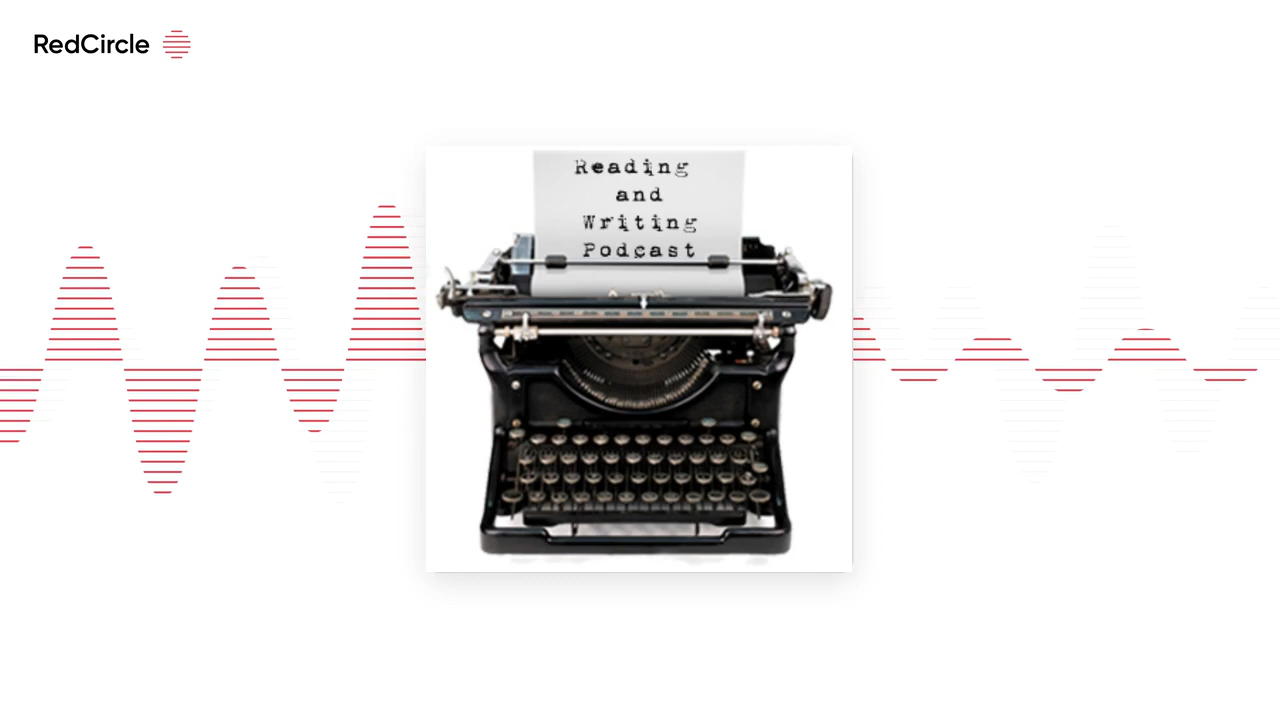 RedCircle
Reading
and
Writing
Podcast